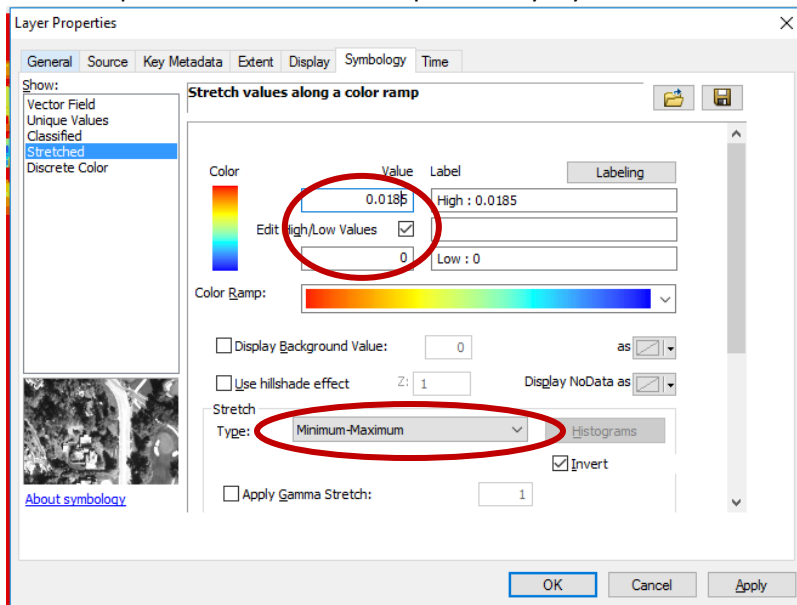 Layer Properties
General Source Key Metadata Extent Display Symbology Time
Show:
Vector Field
Unique Values
Classified
Stretched
Discrete Color
Stretch values along a color ramp
Color Value Label Labeling
0.0185 High : 0.0185
Edit High/Low Values
0 Low : 0
Color Ramp:
Display Background Value: 0 as
Use hillshade effect Z: 1 Display NoData as
Stretch
Type: Minimum-Maximum Histograms
Invert
Apply Gamma Stretch: 1
About symbology
OK Cancel Apply